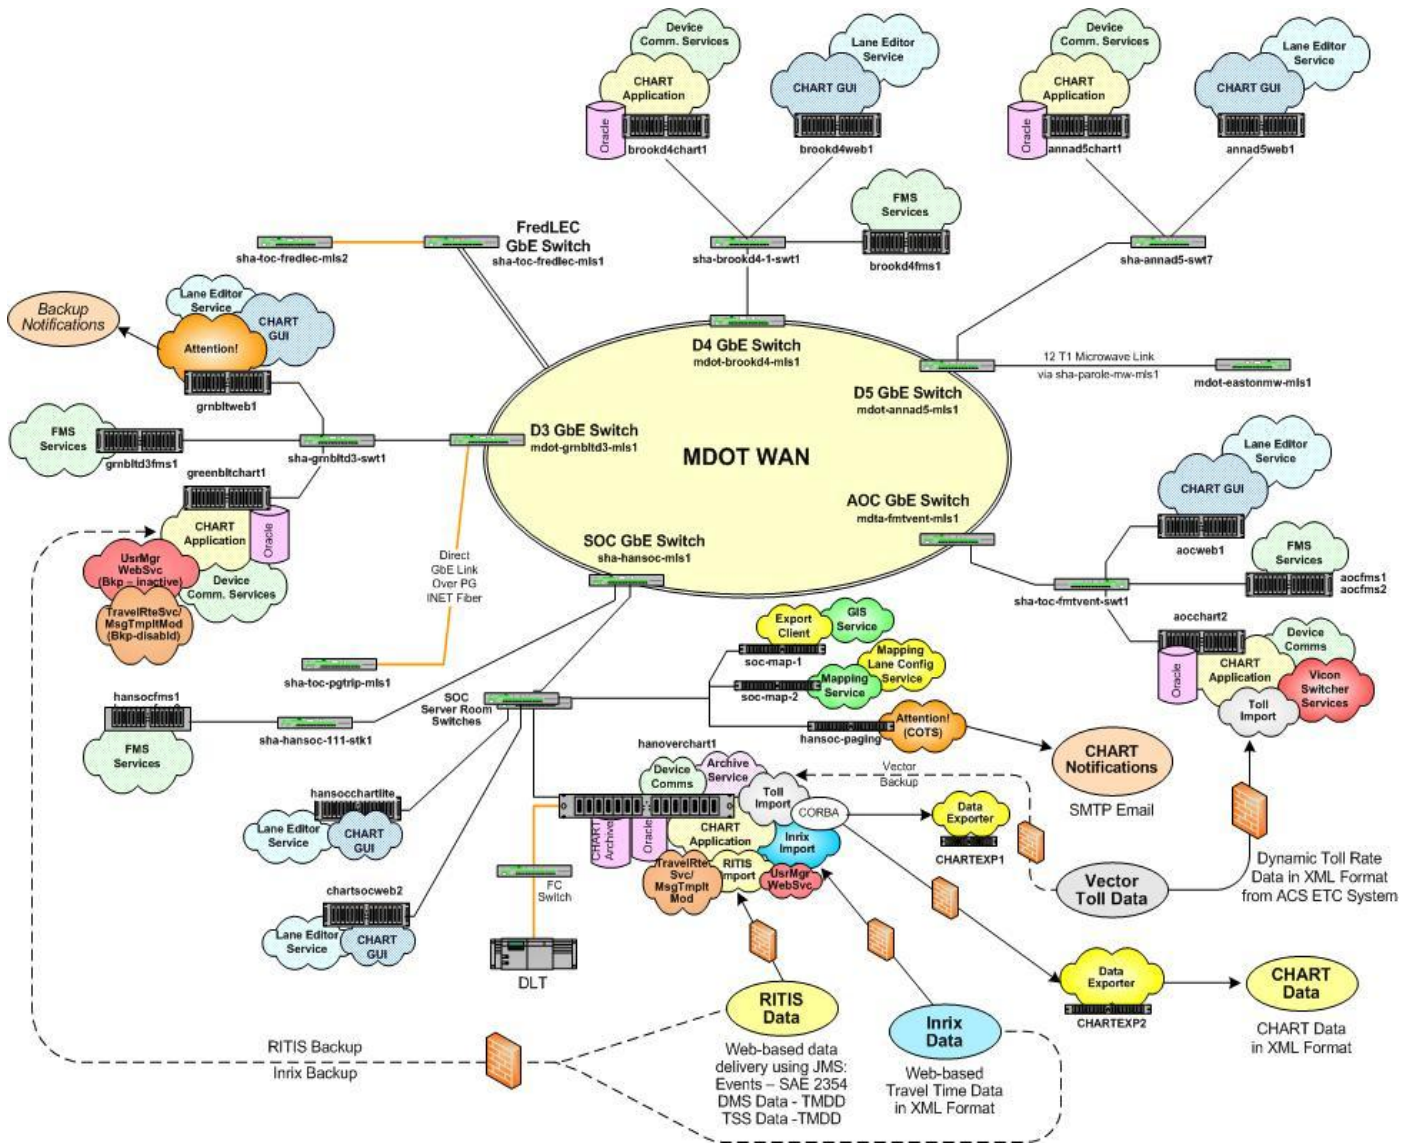 Device
Comm. Services
CHART
Application
Oracle
brookd4chart1
Lane Editor
Service
CHART GUI
brookd4web1
Device
Comm. Services
CHART
Application
Oracle
annad5chart1
Lane Editor
Service
CHART GUI
annad5web1
FMS
Services
brookd4fms1
sha-brookd4-1-swt1
sha-annad5-swt7
FredLEC
GbE Switch
sha-toc-fredlec-mls1
sha-toc-fredlec-mls2
Backup
Notifications
Lane Editor
Service
CHART
GUI
Attention!
grnbltweb1
D4 GbE Switch
mdot-brookd4-mls1
12 T1 Microwave Link
via sha-parole-mw-mls1
mdot-eastonmw-mls1
D5 GbE Switch
mdot-annad5-mls1
FMS
Services
grnbltd3fms1
sha-grnbltd3-swt1
D3 GbE Switch
mdot-grnbltd3-mls1
MDOT WAN
greenbltchart1
CHART
Application
Oracle
UsrMgr
WebSvc
(Bkp – inactive)
Device
Comm. Services
TravelRteSvc/
MsgTmpltMod
(Bkp-disabld)
Direct
GbE Link
Over PG
INET Fiber
SOC GbE Switch
sha-hansoc-mls1
AOC GbE Switch
mdta-fmtvent-mls1
Lane Editor
Service
CHART GUI
aocweb1
FMS
Services
aocfms1
aocfms2
sha-toc-fmtvent-swt1
aocchart2
Oracle
CHART
Application
Device
Comms
Vicon
Switcher
Services
Toll
Import
sha-toc-pgtrip-mls1
hansocfms1
FMS
Services
sha-hansoc-111-stk1
SOC
Server Room
Switches
Export
Client
GIS
Service
soc-map-1
Mapping
Lane Config
Service
Mapping
Service
soc-map-2
Attention!
(COTS)
hansoc-paging
CHART
Notifications
SMTP Email
hanoverchart1
Device
Comms
Archive
Service
Toll
Import
CORBA
CHART
Archive
Oracle
CHART
Application
Inrix
Import
TravelRte
Svc/
MsgTmplt
Mod
RITIS
Import
UsrMgr
WebSvc
Vector
Backup
Data
Exporter
CHARTEXP1
Vector
Toll Data
Dynamic Toll Rate
Data in XML Format
from ACS ETC System
hansocchartlite
Lane Editor
Service
CHART
GUI
chartsocweb2
Lane Editor
Service
CHART
GUI
FC
Switch
DLT
RITIS
Data
Web-based data
delivery using JMS:
Events – SAE 2354
DMS Data - TMDD
TSS Data -TMDD
Inrix
Data
Web-based
Travel Time Data
in XML Format
Data
Exporter
CHARTEXP2
CHART
Data
CHART Data
in XML Format
RITIS Backup
Inrix Backup